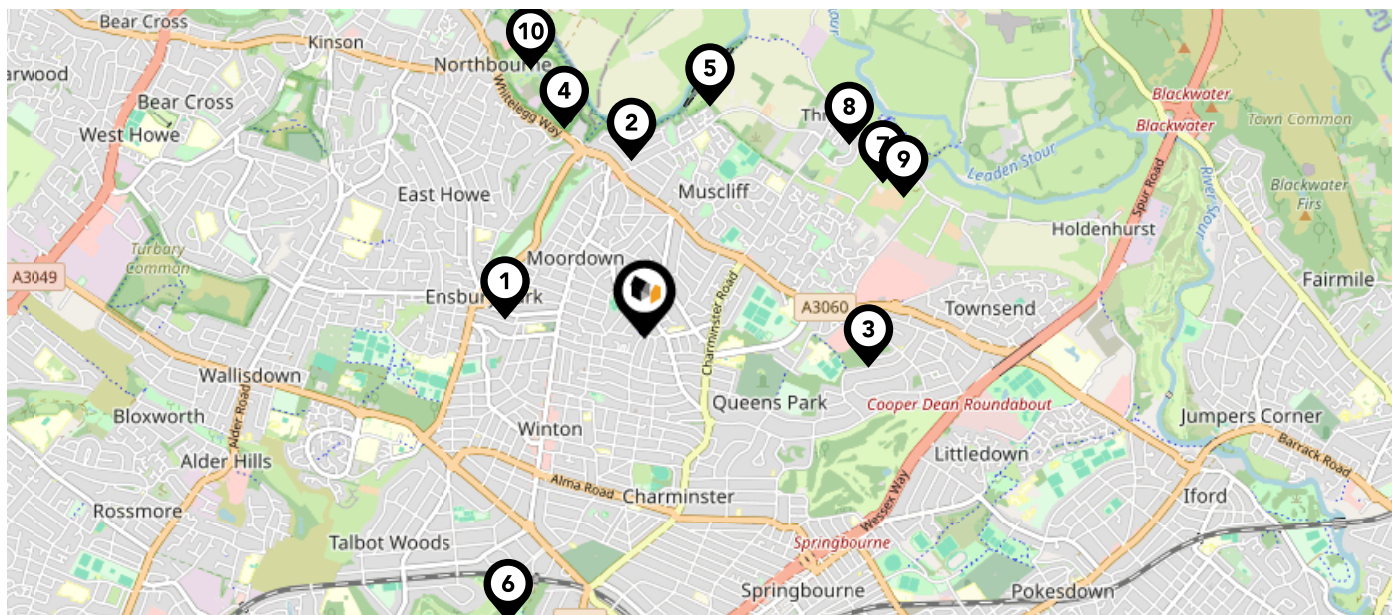 Bear Cross
10
Kinson
Northbourne
5
arwood
4
Blackwater
Bear Cross
Whitelegg Way
8
2
Town Common
Blackwater
West Howe
7
9
Leaden Stour
River Stour
East Howe
Muscliff
Blackwater
Firs
Spur Road
Holdenhurst
Turbary
Common
Moordown
A3049
1
Fairmile
Charminster Road
A3060
Townsend
3
Wallisdown
Queens Park
Cooper Dean Roundabout
Bloxworth
Alder Road
Jumpers Corner
Winton
Barrack Road
Littledown
Alder Hills
Alma Road
Charminster
Wessex Way
Iford
Rossmore
Talbot Woods
Springbourne
6
Springbourne
Pokesdown